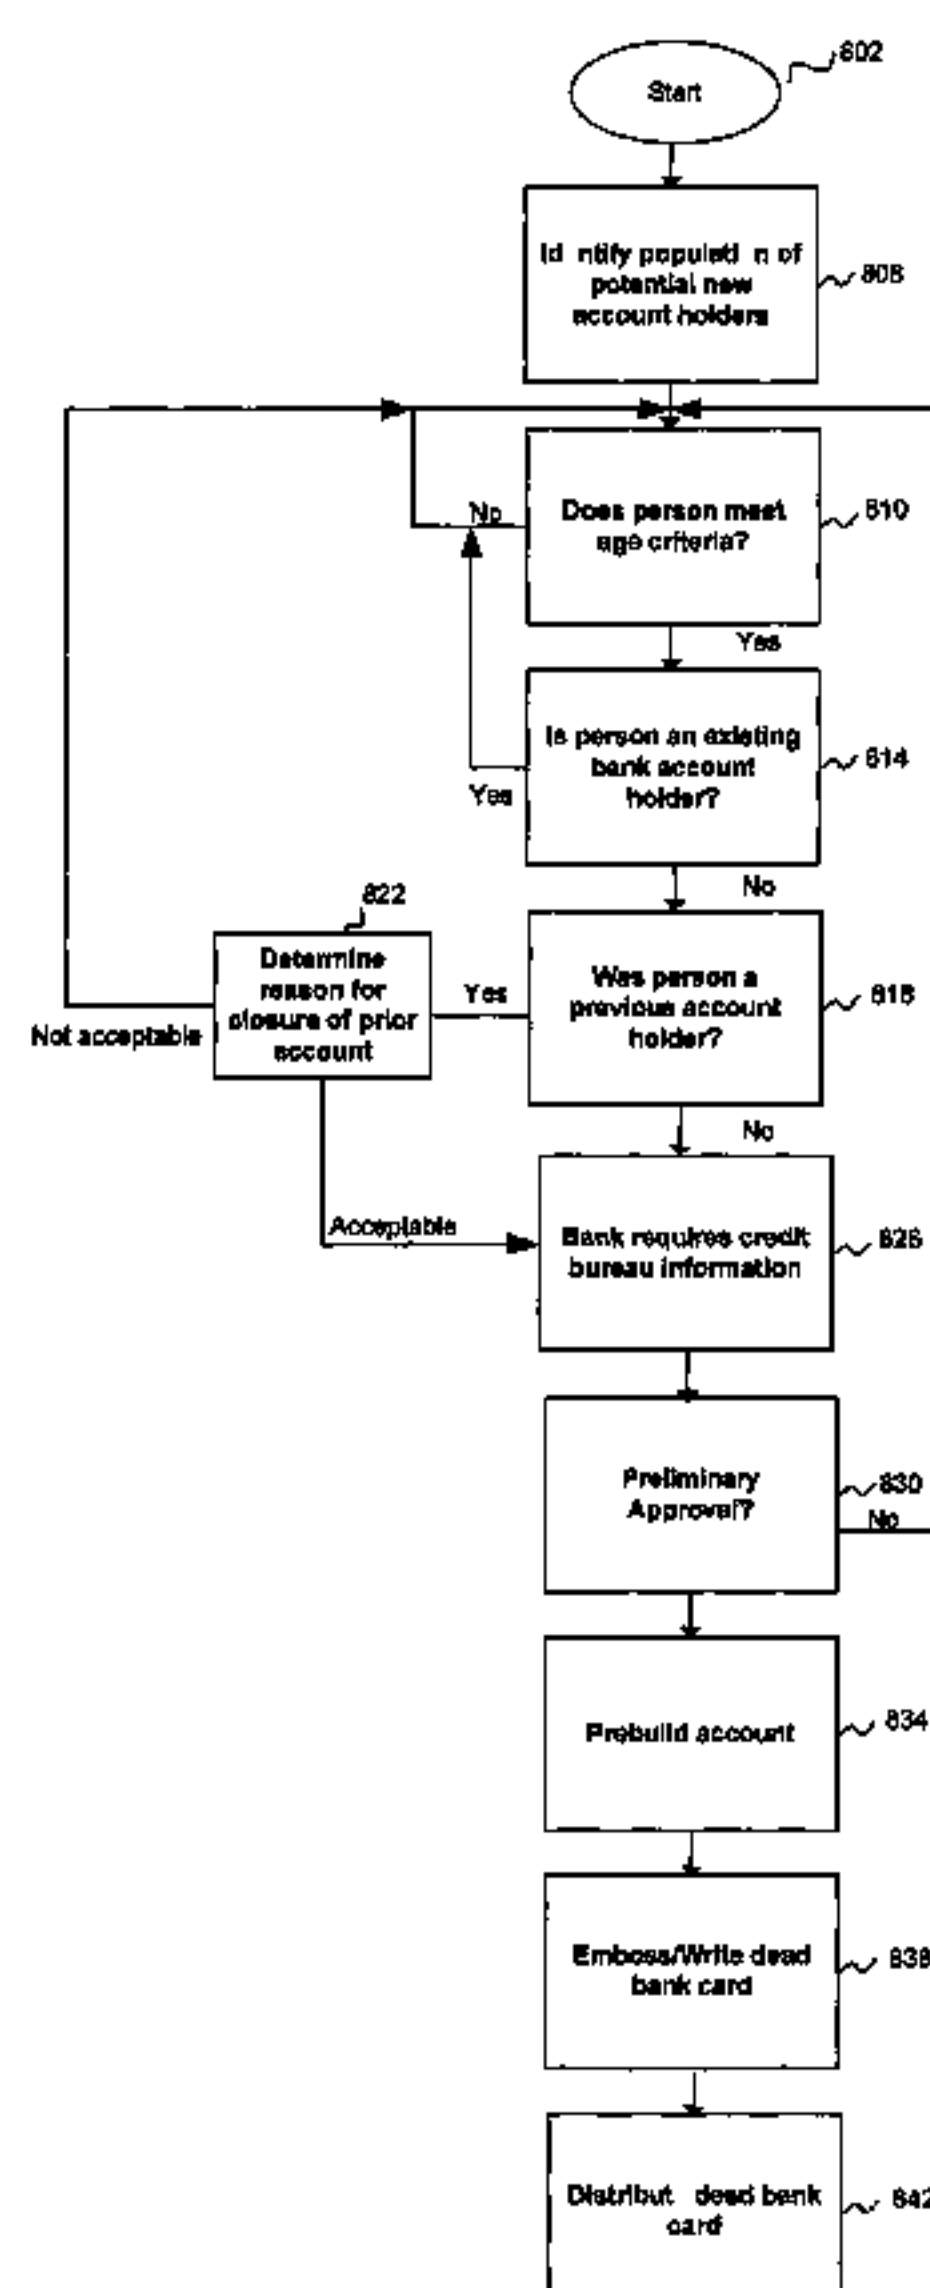 802
Start
Id ntify populati n of
potential new
account holders
806
No
Does person meet
age criteria?
810
Yes
Is person an existing
bank account
holder?
814
Yes
No
822
Determine
reason for
closure of prior
account
Yes
Was person a
previous account
holder?
818
Not acceptable
No
Acceptable
Bank requires credit
bureau information
826
Preliminary
Approval?
830
No
Prebuild account
834
Emboss/Write dead
bank card
838
Distribut dead bank
card
842